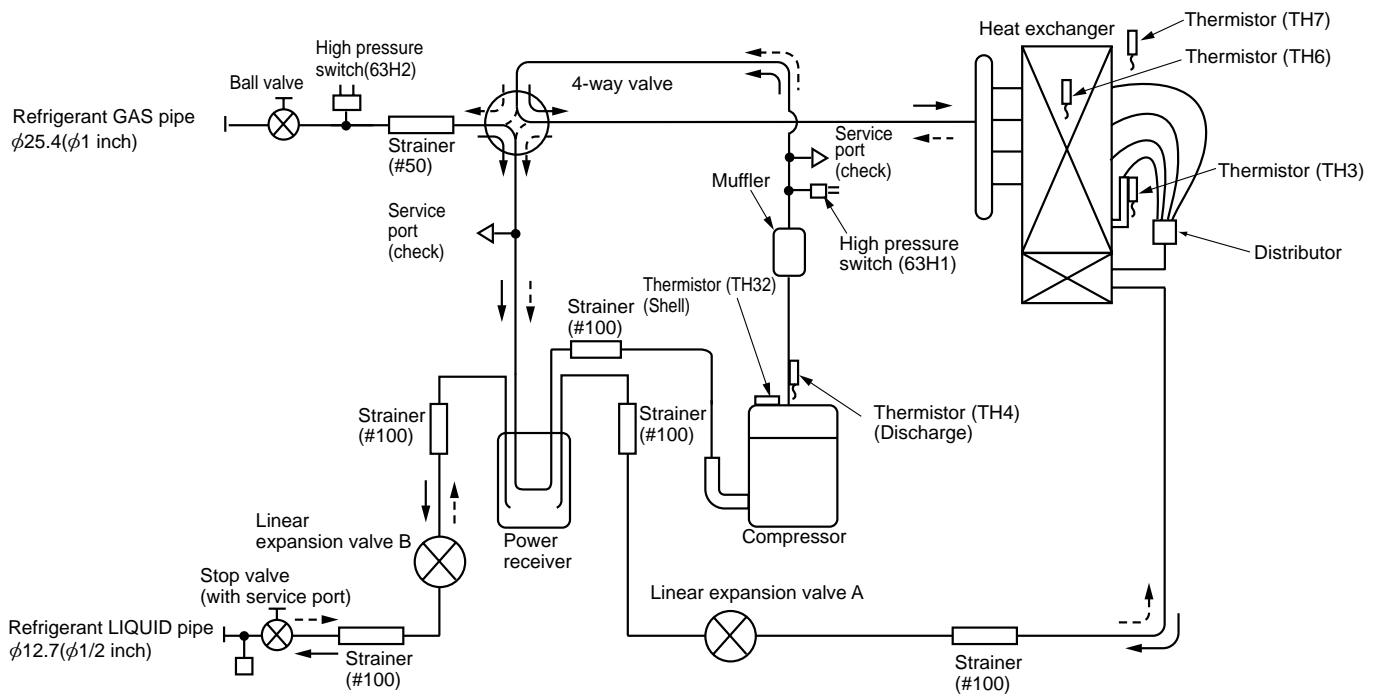 Heat exchanger
Thermistor (TH7)
Thermistor (TH6)
High pressure
switch(63H2)
Ball valve
4-way valve
Refrigerant GAS pipe
ϕ25.4(ϕ1 inch)
Strainer
(#50)
Service
port
(check)
Muffler
Thermistor (TH3)
Service
port
(check)
High pressure
switch (63H1)
Distributor
Thermistor (TH32)
(Shell)
Strainer
(#100)
Strainer
(#100)
Strainer
(#100)
Thermistor (TH4)
(Discharge)
Linear
expansion valve B
Power
receiver
Compressor
Stop valve
(with service port)
Linear expansion valve A
Refrigerant LIQUID pipe
ϕ12.7(ϕ1/2 inch)
Strainer
(#100)
Strainer
(#100)